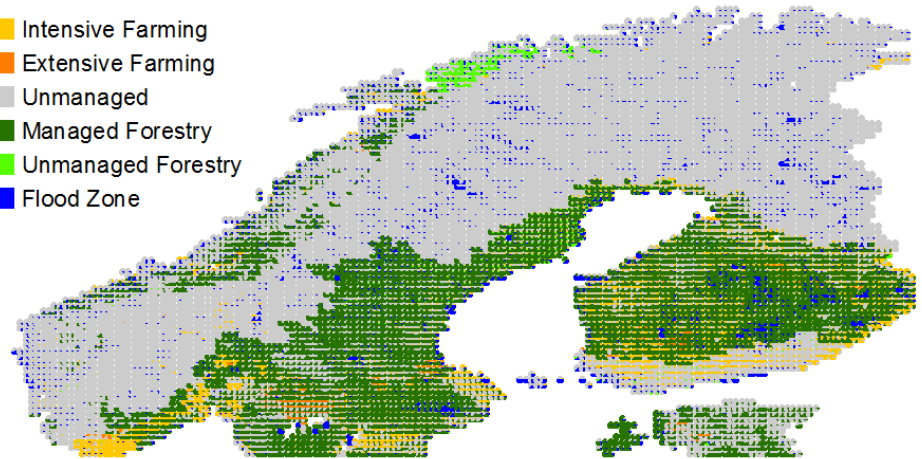 Intensive Farming
Extensive Farming
Unmanaged
Managed Forestry
Unmanaged Forestry
Flood Zone